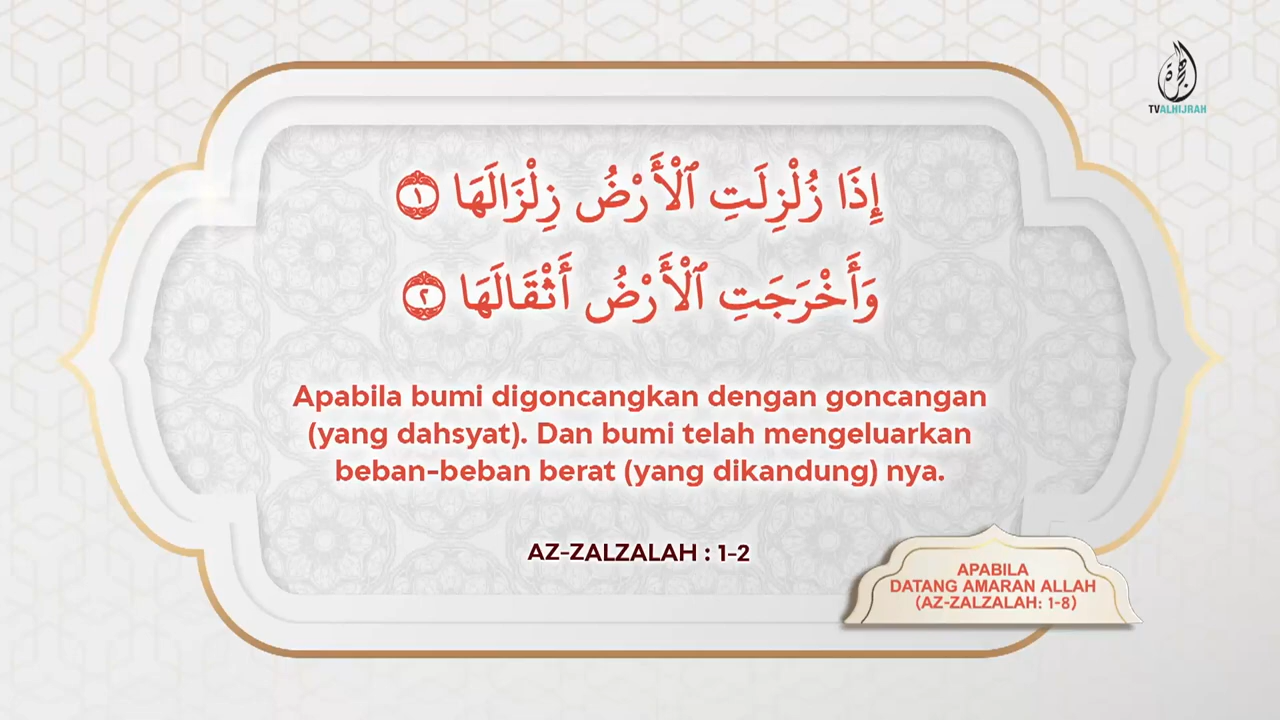 هجرة
TVALHIJRAH
إِذَا زُلْزِلَتِ ٱلْأَرْضُ زِلْزَالَهَا ١
وَأَخْرَجَتِ ٱلْأَرْضُ أَثْقَالَهَا ٢
Apabila bumi digoncangkan dengan goncangan
(yang dahsyat). Dan bumi telah mengeluarkan
beban-beban berat (yang dikandung) nya.
AZ-ZALZALAH : 1-2
APABILA
DATANG AMARAN ALLAH
(AZ-ZALZALAH: 1-8)